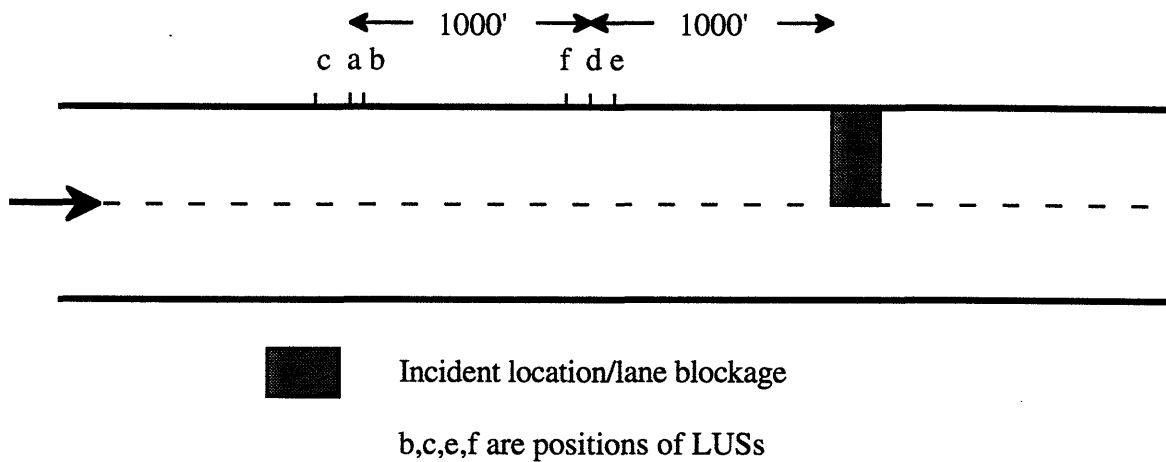 1000' 1000'
c a b f d e
Incident location/lane blockage
b,c,e,f are positions of LUSs